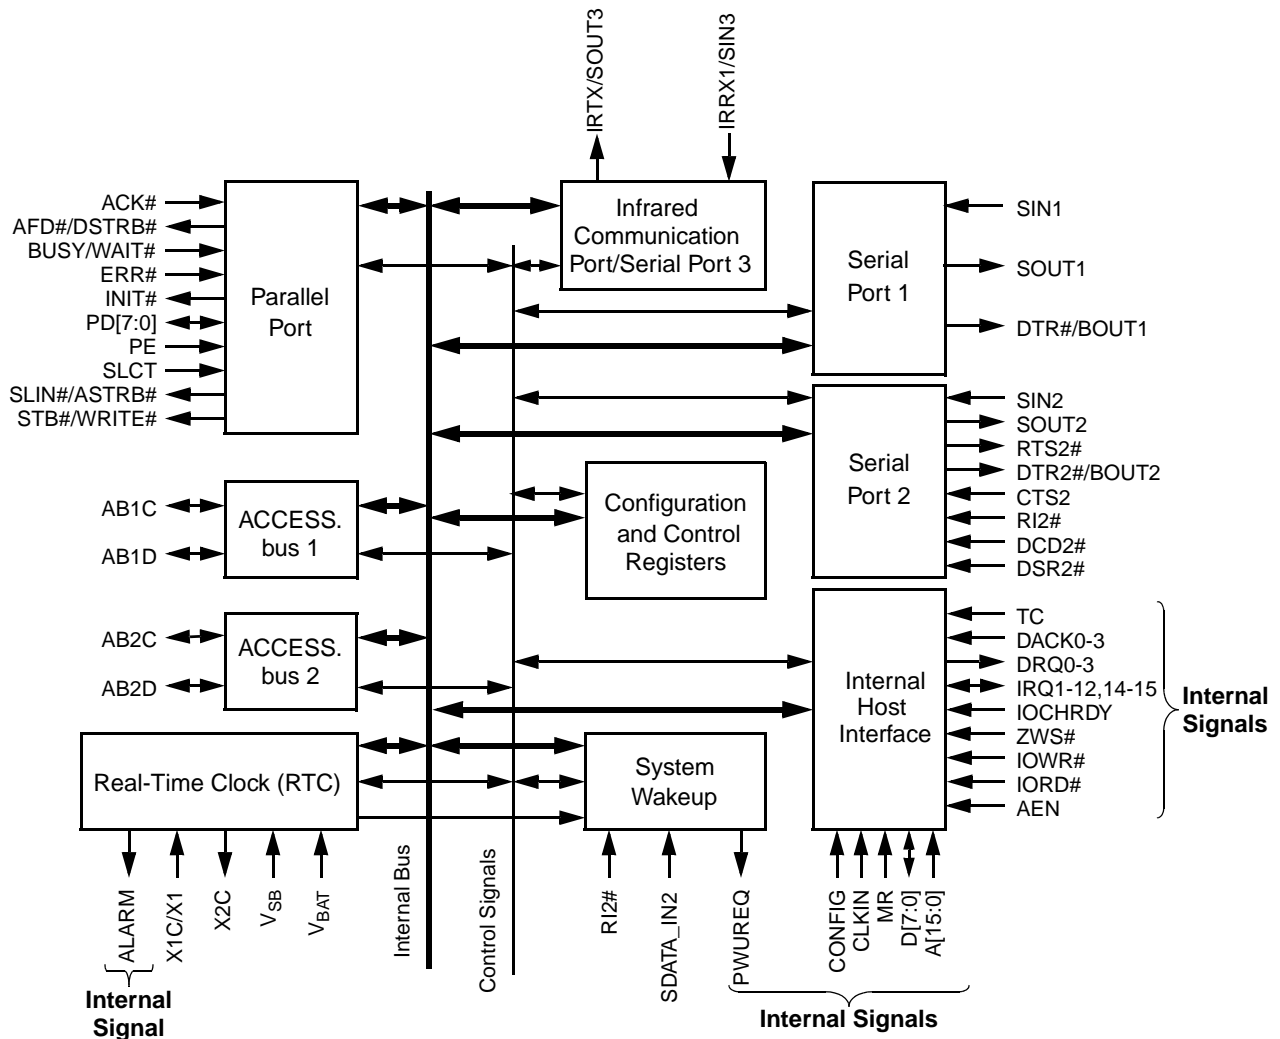 IRTX/SOUT3
IRRX1/SIN3
ACK#
AFD#/DSTRB#
BUSY/WAIT#
ERR#
INIT#
PD[7:0]
PE
SLCT
SLIN#/ASTRB#
STB#/WRITE#
Parallel
Port
Infrared
Communication
Port/Serial Port 3
Serial
Port 1
SIN1
SOUT1
DTR#/BOUT1
Serial
Port 2
SIN2
SOUT2
RTS2#
DTR2#/BOUT2
CTS2
RI2#
DCD2#
DSR2#
AB1C
AB1D
ACCESS.
bus 1
Configuration
and Control
Registers
AB2C
AB2D
ACCESS.
bus 2
Internal
Host
Interface
TC
DACK0-3
DRQ0-3
IRQ1-12,14-15
IOCHRDY
ZWS#
IOWR#
IORD#
AEN
Internal
Signals
Real-Time Clock (RTC)
System
Wakeup
ALARM
X1C/X1
X2C
VSB
VBAT
Internal Bus
Control Signals
RI2#
SDATA_IN2
PWUREQ
CONFIG
CLKIN
MR
D[7:0]
A[15:0]
Internal
Signal
Internal Signals